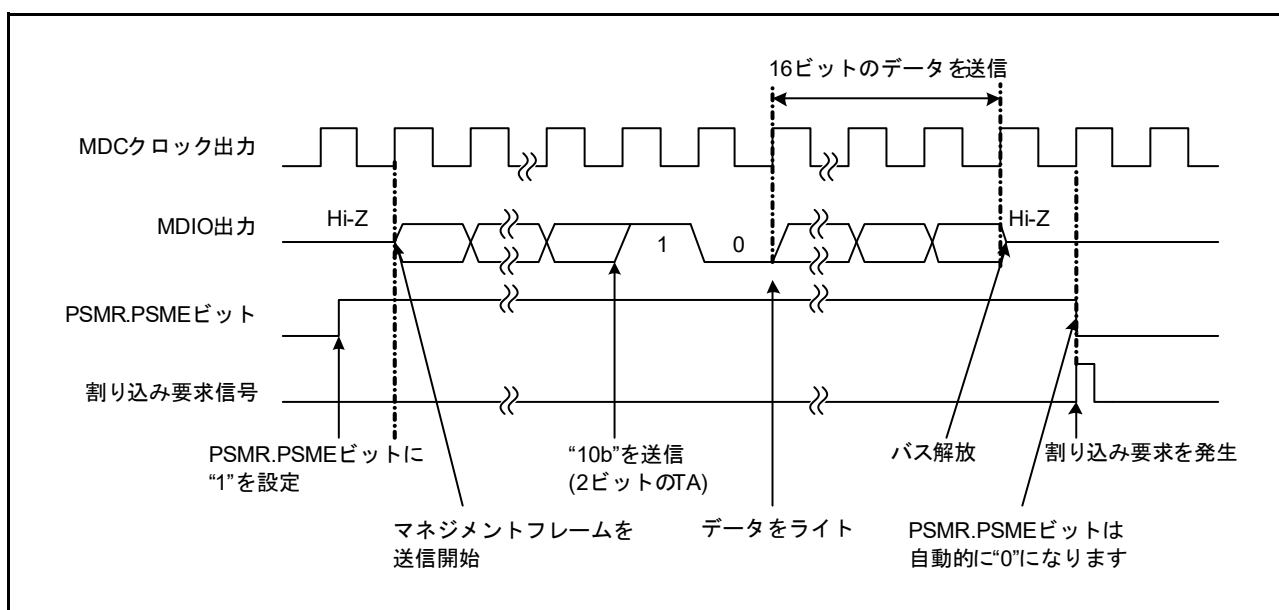 16ビットのデータを送信
MDCクロック出力
MDIO出力
Hi-Z
1
0
Hi-Z
PSMR.PSMEビット
割り込み要求信号
PSMR.PSMEビットに
“1”を設定
“10b”を送信
(2ビットのTA)
バス解放
割り込み要求を発生
マネジメントフレームを
送信開始
データをライト
PSMR.PSMEビットは
自動的に“0”になります